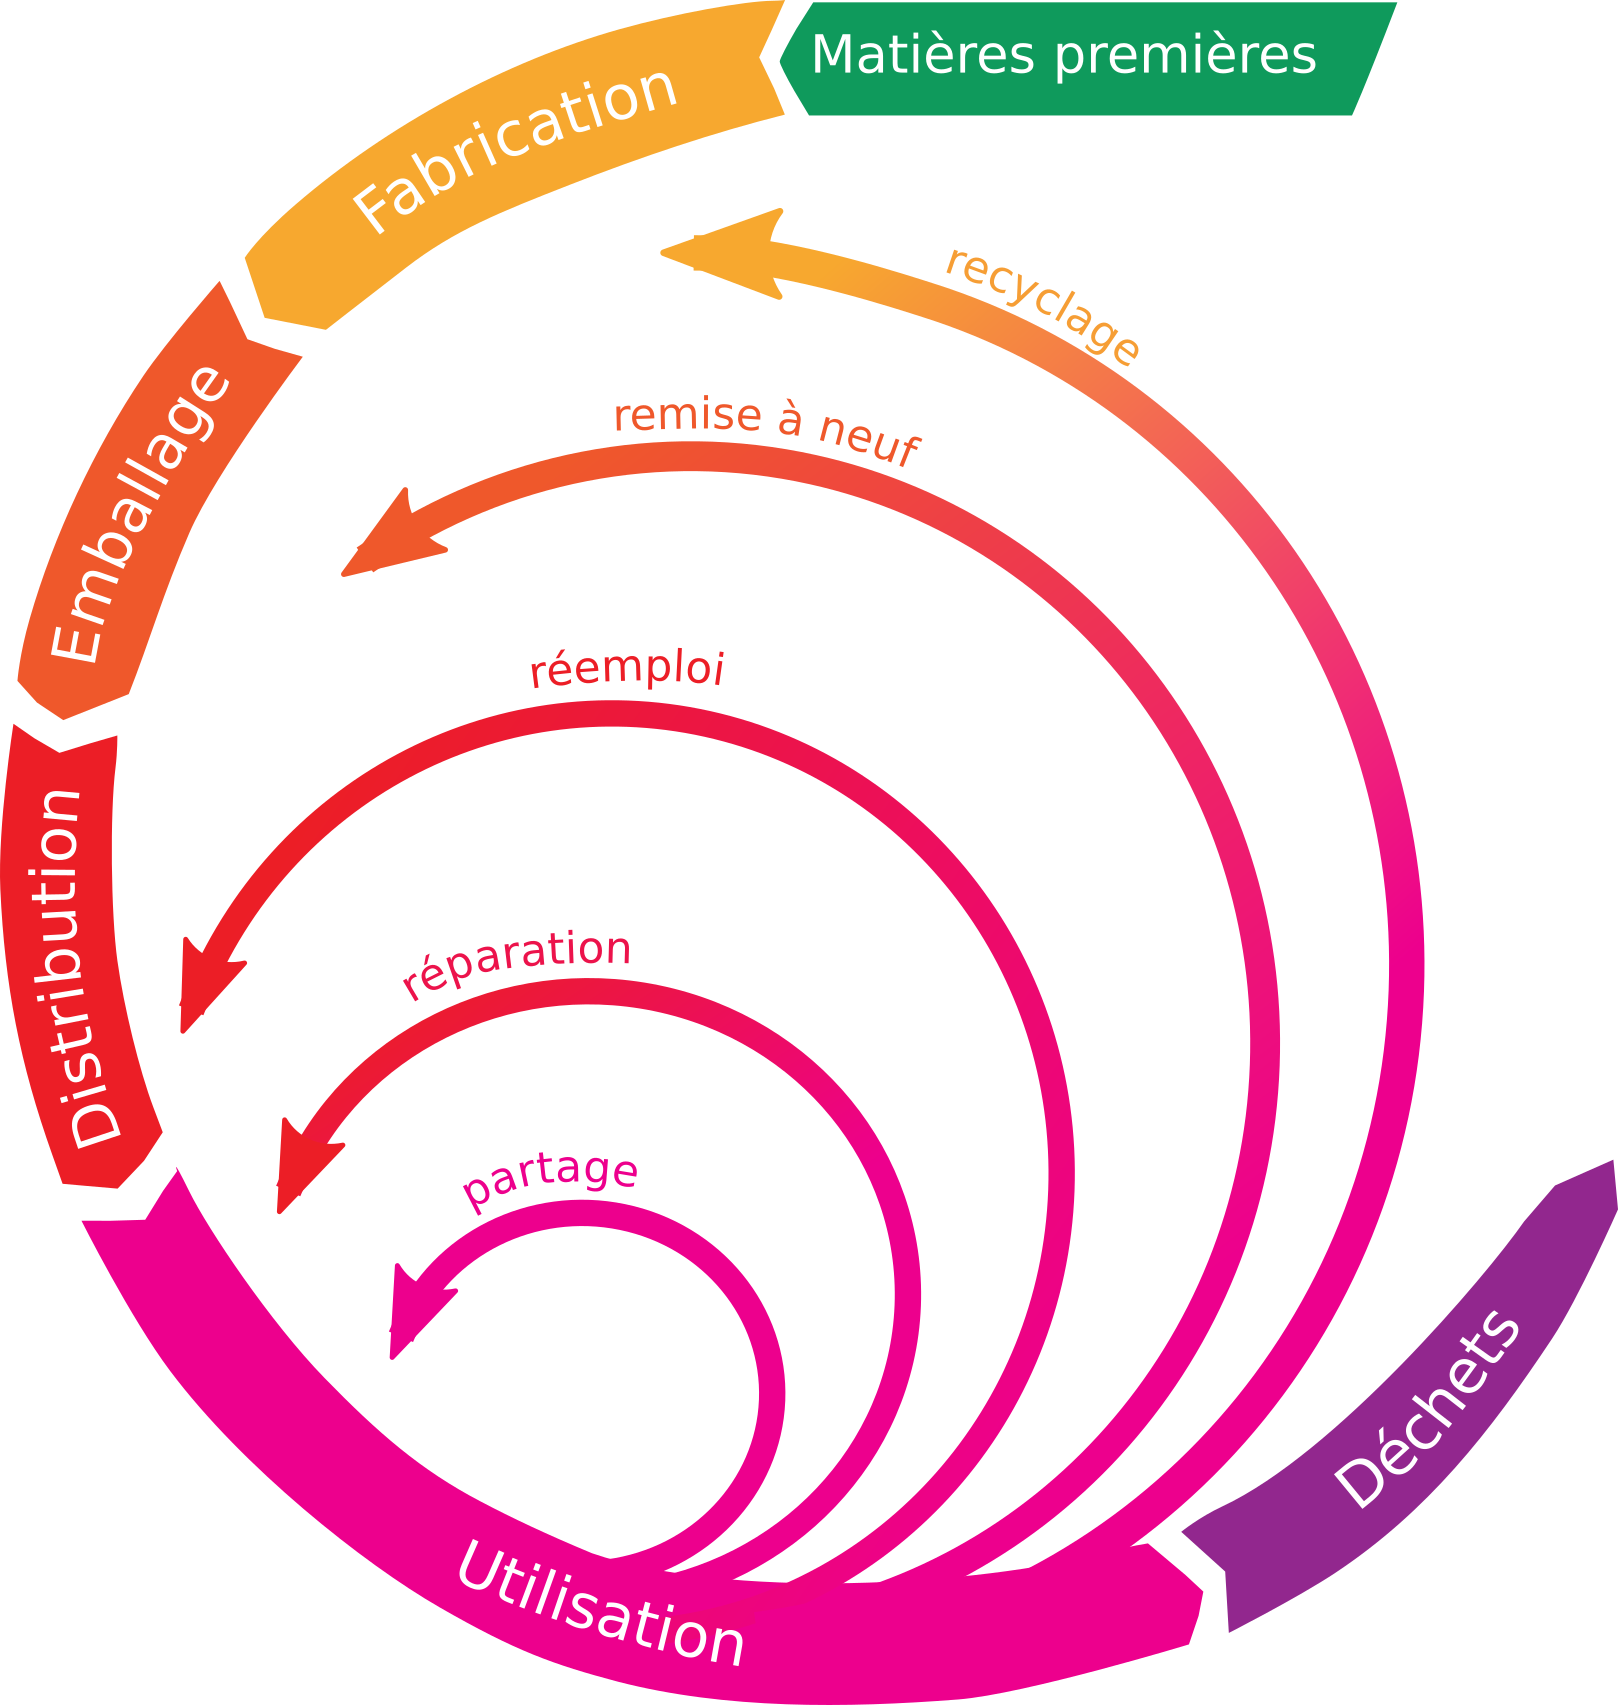 Matières premières
Fabrication
recyclage
remise à neuf
Emballage
réemploi
Distribution
réparation
partage
Déchets
Utilisation